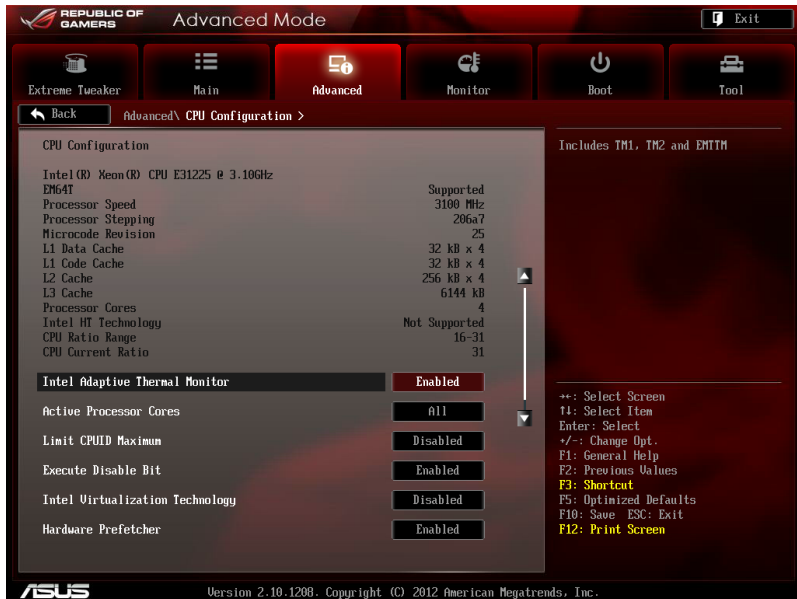 REPUBLIC OF
GAMERS
Advanced Mode
Exit
Extreme Tweaker
Main
Advanced
Monitor
Boot
Tool
Back
Advanced\ CPU Configuration >
CPU Configuration
Intel(R) Xeon(R) CPU E31225 @ 3.10GHz
EM64T Supported
Processor Speed 3100 MHz
Processor Stepping 206a7
Microcode Revision 25
L1 Data Cache 32 kB x 4
L1 Code Cache 32 kB x 4
L2 Cache 256 kB x 4
L3 Cache 6144 kB
Processor Cores 4
Intel HT Technology Not Supported
CPU Ratio Range 16-31
CPU Current Ratio 31
Intel Adaptive Thermal Monitor Enabled
Active Processor Cores All
Limit CPUID Maximum Disabled
Execute Disable Bit Enabled
Intel Virtualization Technology Disabled
Hardware Prefetcher Enabled
Includes TM1, TM2 and EMTTM
→←: Select Screen
↑↓: Select Item
Enter: Select
+/-: Change Opt.
F1: General Help
F2: Previous Values
F3: Shortcut
F5: Optimized Defaults
F10: Save ESC: Exit
F12: Print Screen
ASUS
Version 2.10.1208. Copyright (C) 2012 American Megatrends, Inc.